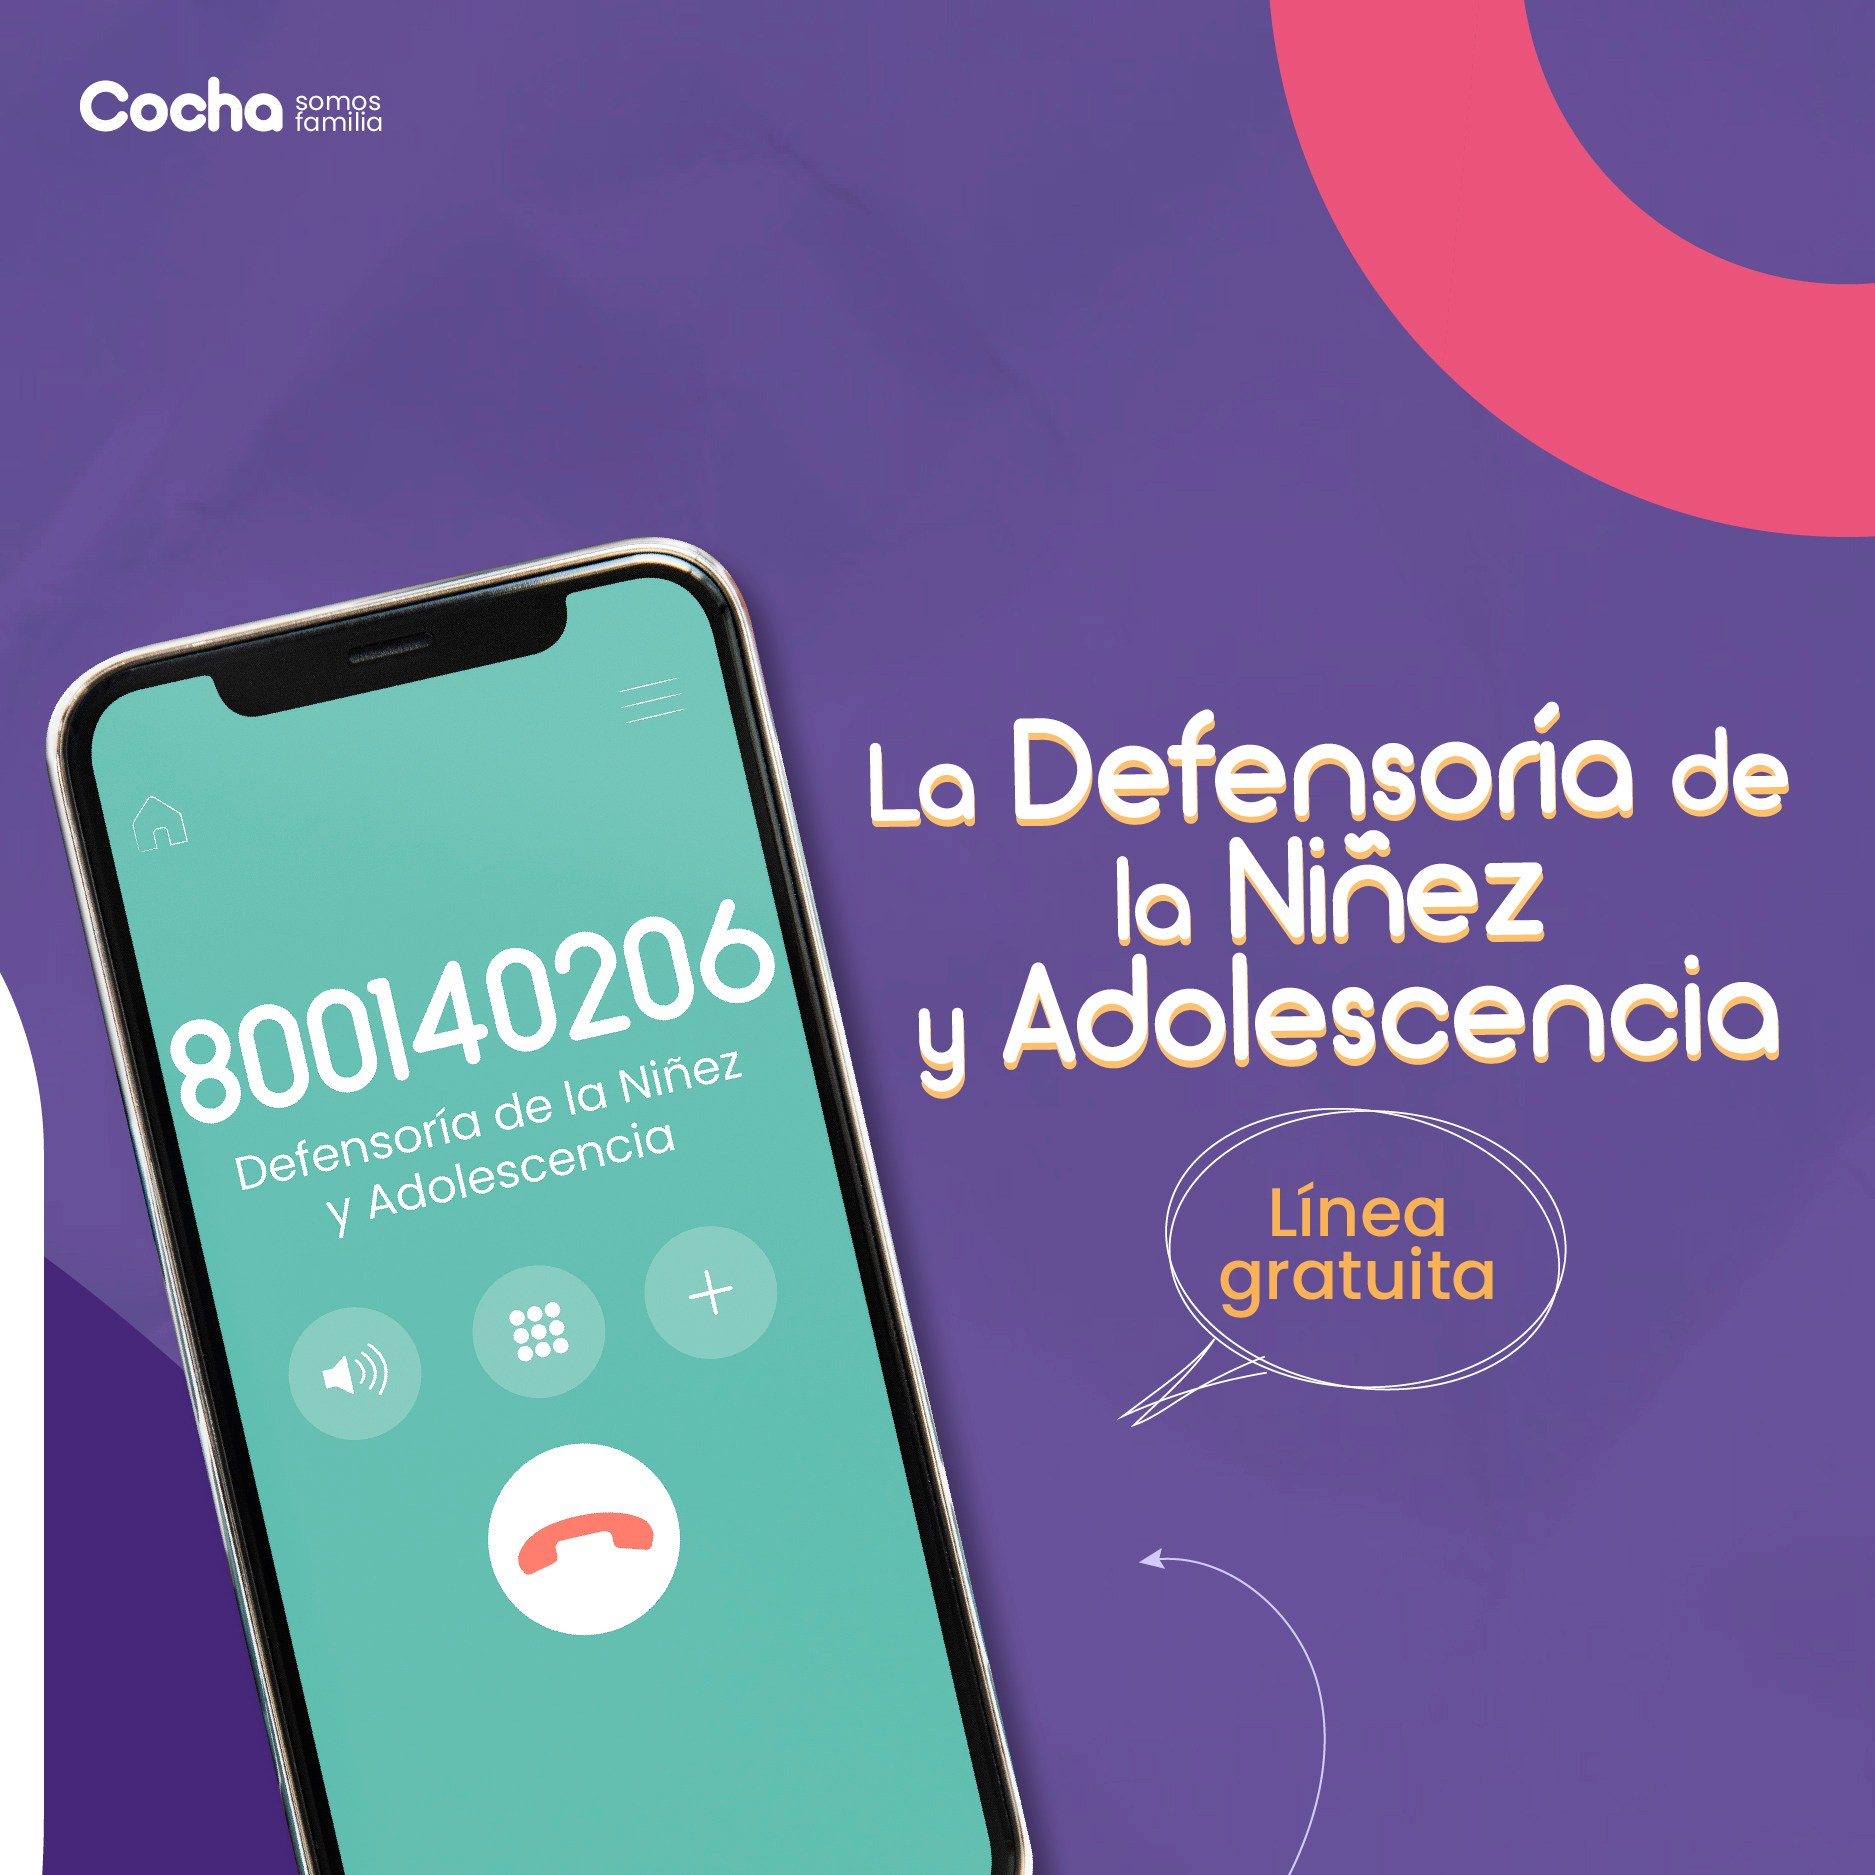 Cocha somos
familia
La Defensoría de
la Niñez
y Adolescencia
800140206
Defensoría de la Niñez
y Adolescencia
Línea
gratuita